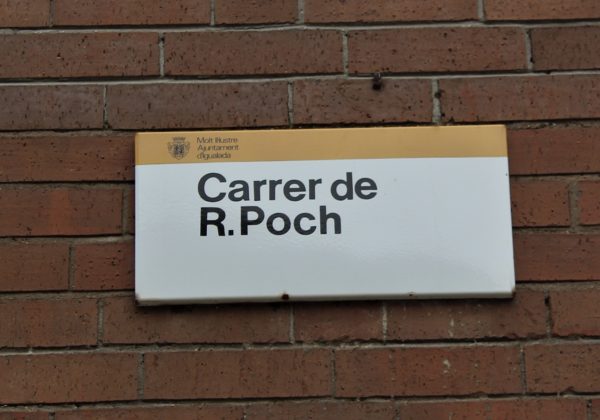 Molt Il·lustre
Ajuntament
d'Igualada
Carrer de
R.Poch